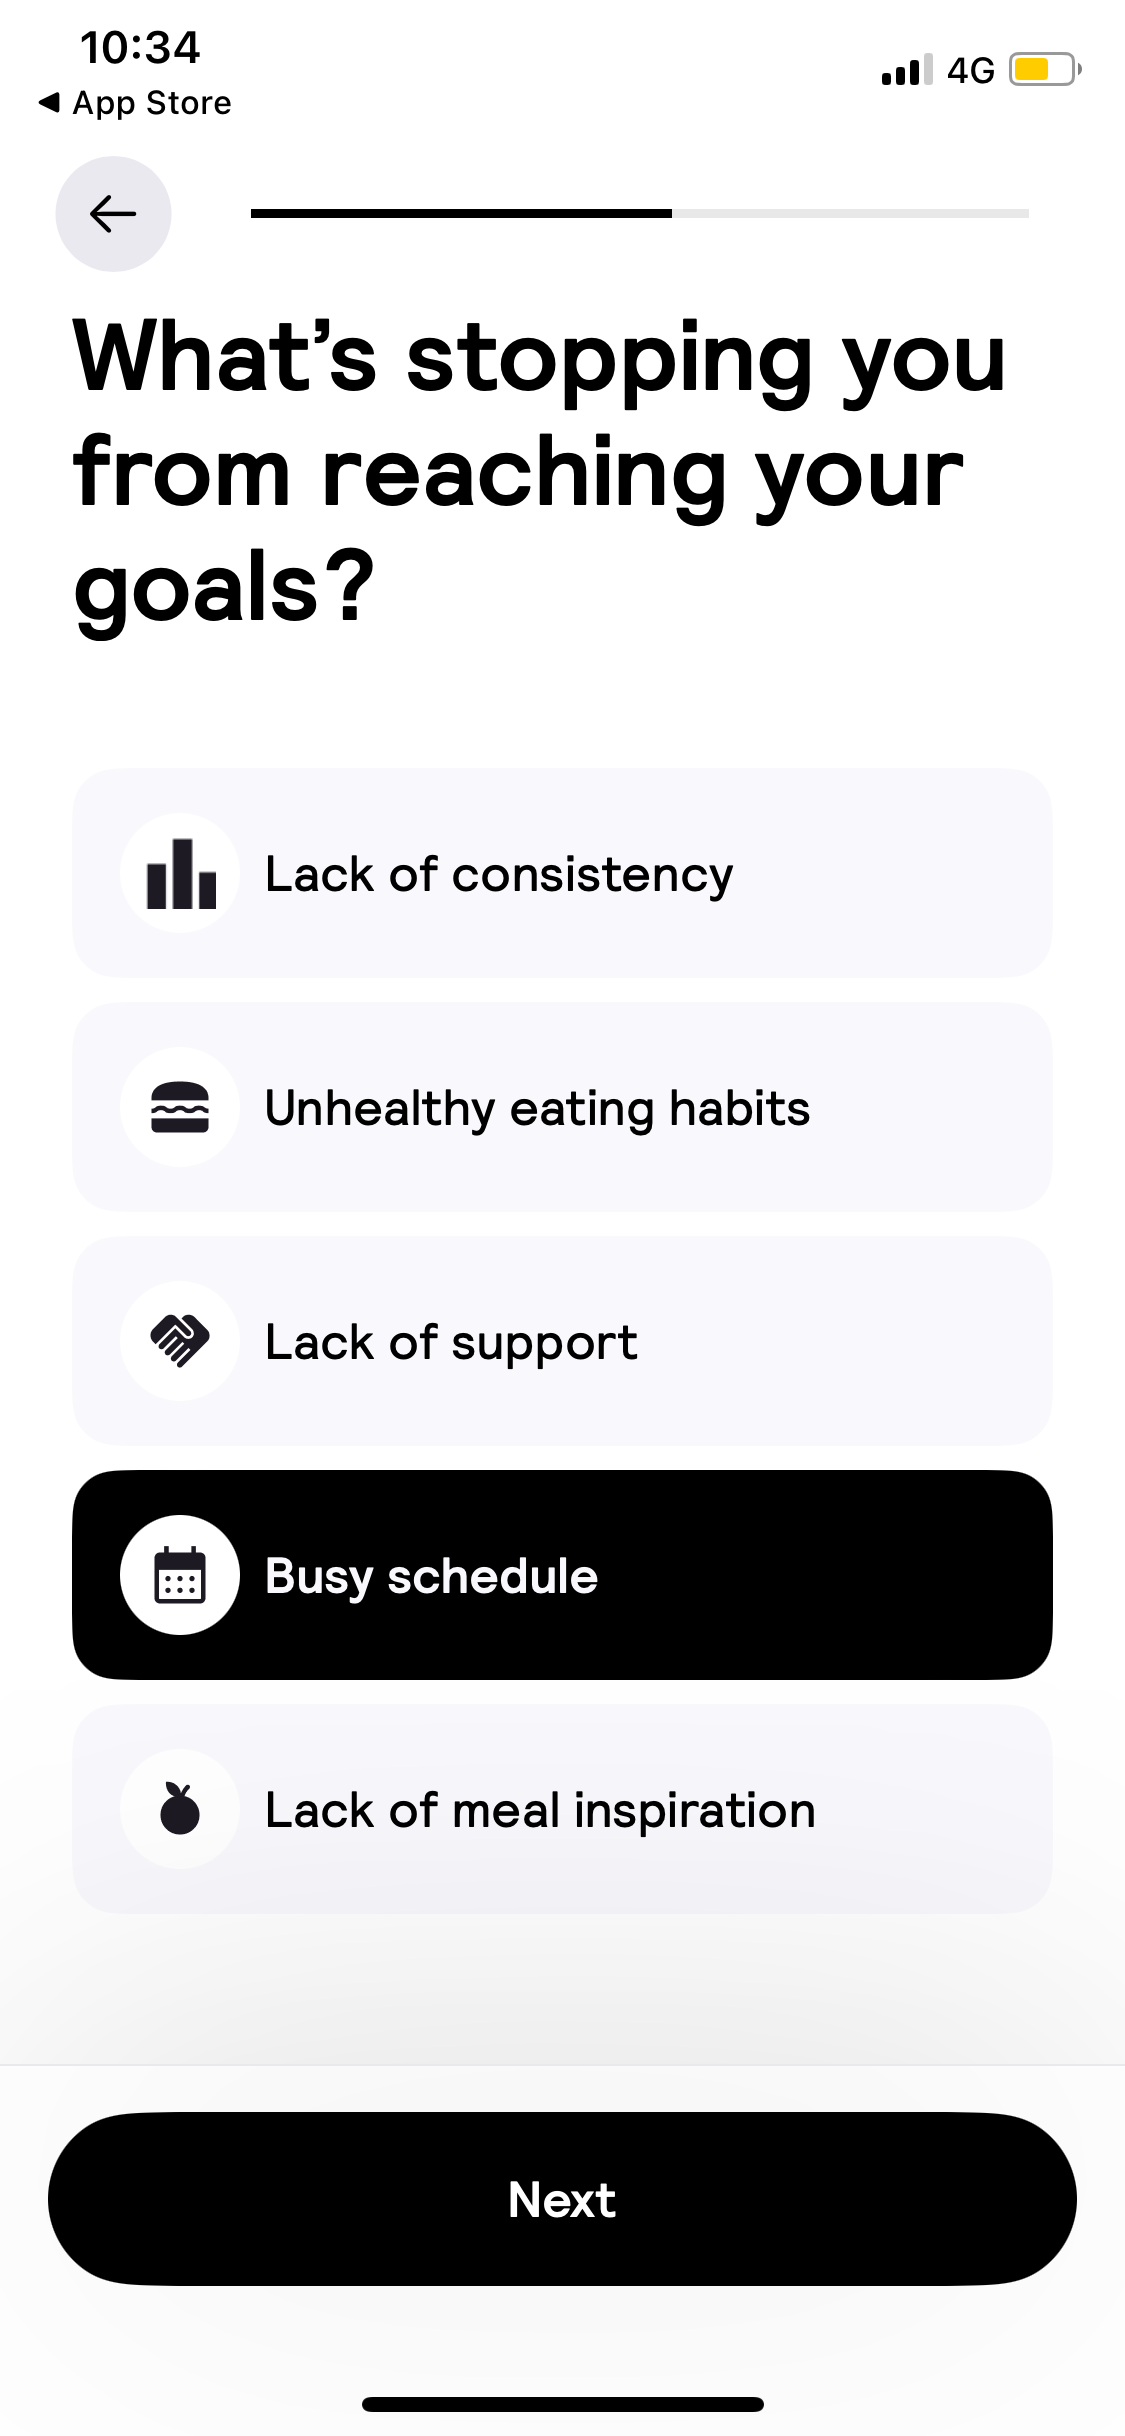 10:34
4G
◀ App Store
What’s stopping you
from reaching your
goals?
Lack of consistency
Unhealthy eating habits
Lack of support
Busy schedule
Lack of meal inspiration
Next